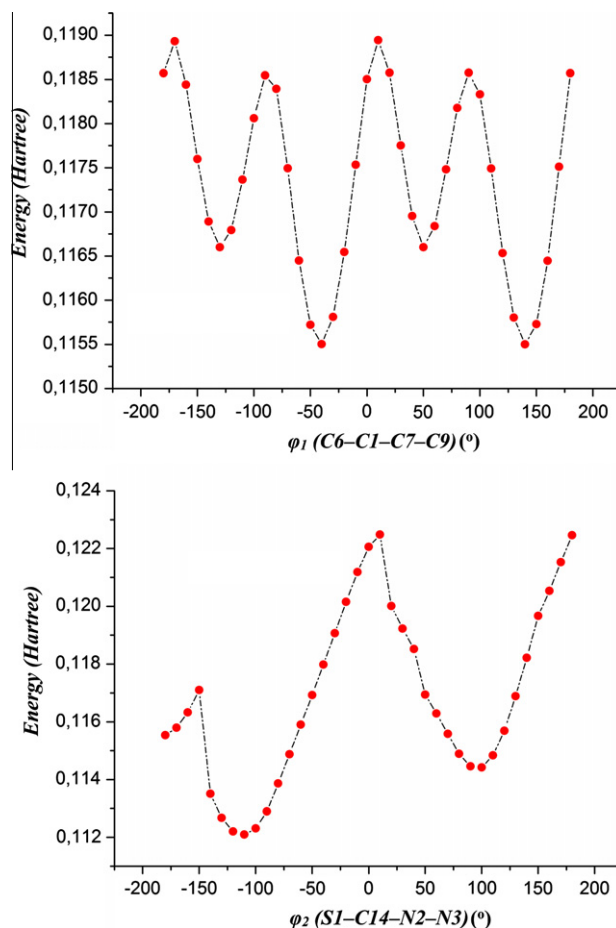 0,1190
0,1185
0,1180
0,1175
0,1170
0,1165
0,1160
0,1155
0,1150
Energy (Hartree)
-200 -150 -100 -50 0 50 100 150 200
φ1 (C6–C1–C7–C9) (º)
0,124
0,122
0,120
0,118
0,116
0,114
0,112
Energy (Hartree)
-200 -150 -100 -50 0 50 100 150 200
φ2 (S1–C14–N2–N3) (º)